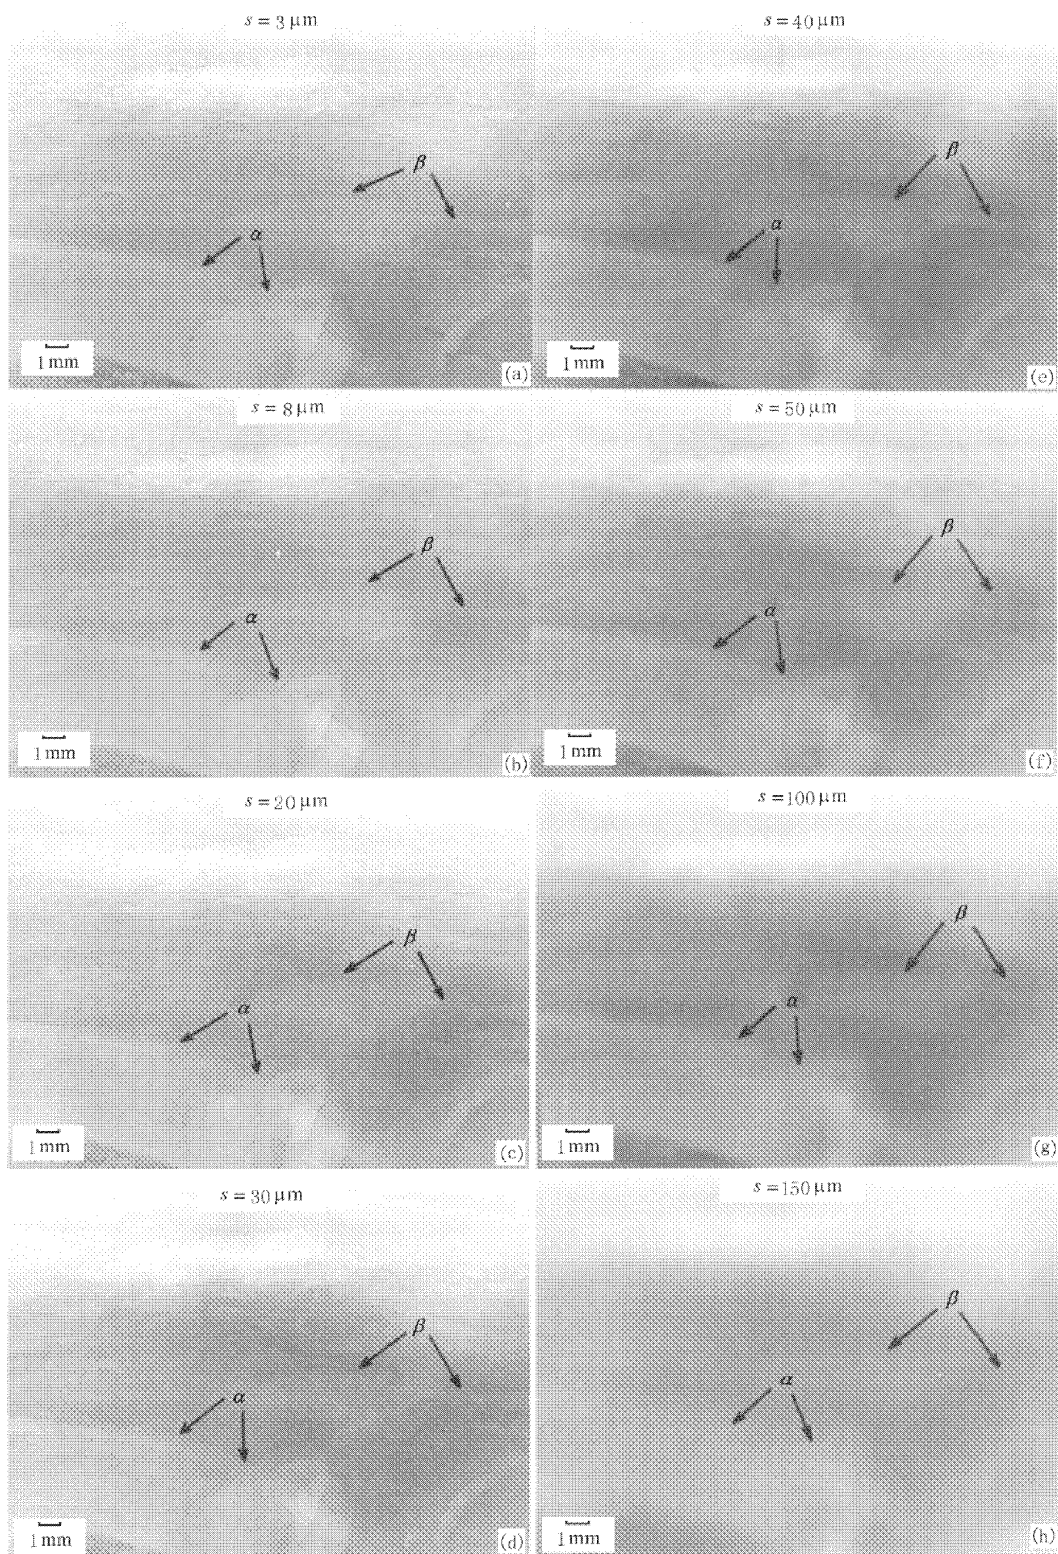 s = 3 μm
β
α
1 mm
(a)
s = 8 μm
β
α
1 mm
(b)
s = 20 μm
β
α
1 mm
(c)
s = 30 μm
β
α
1 mm
(d)
s = 40 μm
β
α
1 mm
(e)
s = 50 μm
β
α
1 mm
(f)
s = 100 μm
β
α
1 mm
(g)
s = 150 μm
β
α
1 mm
(h)